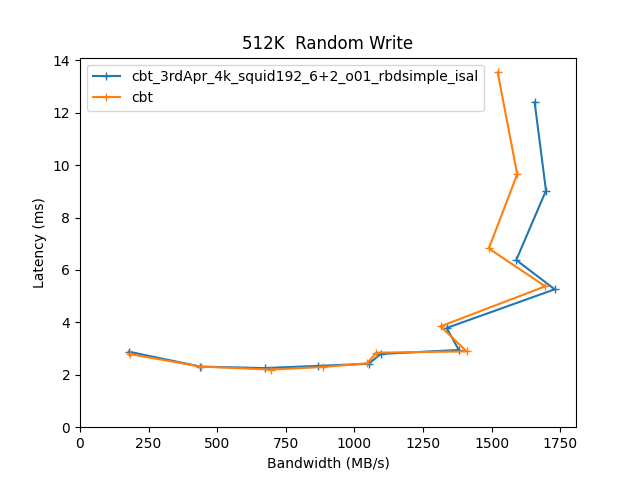 512K  Random Write
cbt_3rdApr_4k_squid192_6+2_o01_rbdsimple_isal
cbt
14
12
10
8
6
4
2
0
Latency (ms)
0 250 500 750 1000 1250 1500 1750
Bandwidth (MB/s)